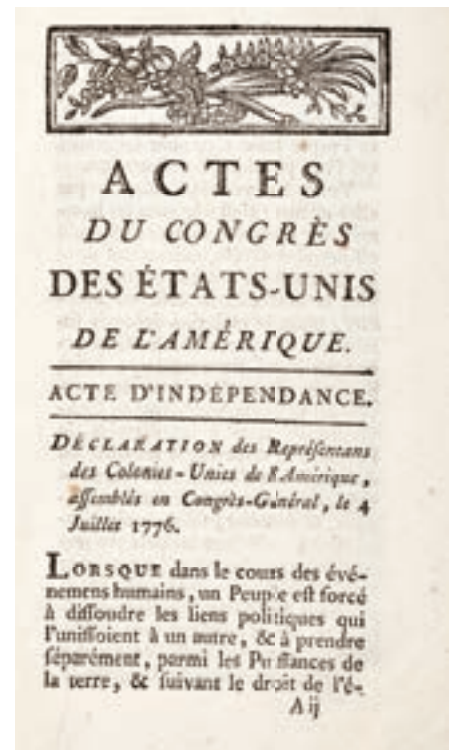 ACTES
DU CONGRÈS
DES ÉTATS-UNIS
DE L'AMÉRIQUE.
ACTE D'INDÉPENDANCE.
DÉCLARATION des Repréſentans
des Colonies-Unies de l'Amérique,
aſſemblés en Congrès-Général, le 4
Juillet 1776.
LORSQUE dans le cours des évé-
nemens humains, un Peuple eſt forcé
à diſſoudre les liens politiques qui
l'uniſſoient à un autre, & à prendre
ſéparément, parmi les Puiſſances de
la terre, & ſuivant le droit de l'é-
A ij